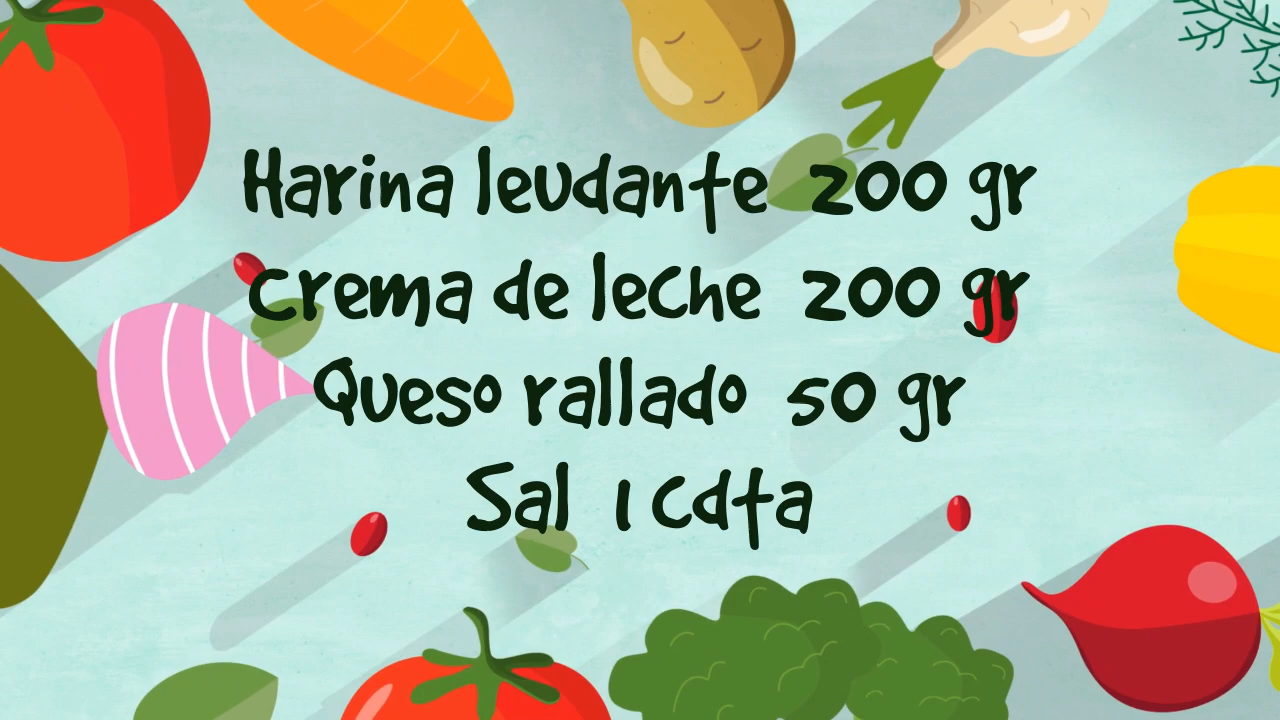 Harina leudante 200 gr
Crema de leche 200 gr
Queso rallado 50 gr
Sal 1 cdta